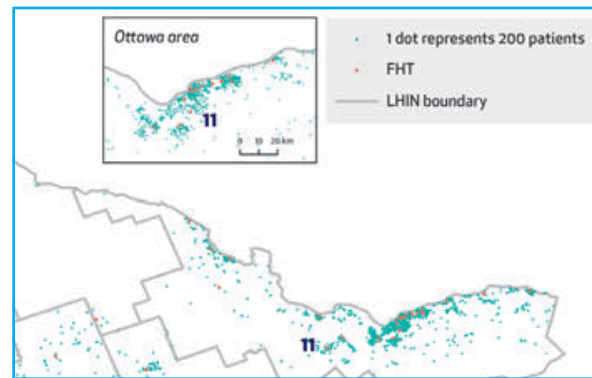 Ottawa area
11
0 10 20 km
1 dot represents 200 patients
FHT
LHIN boundary
11